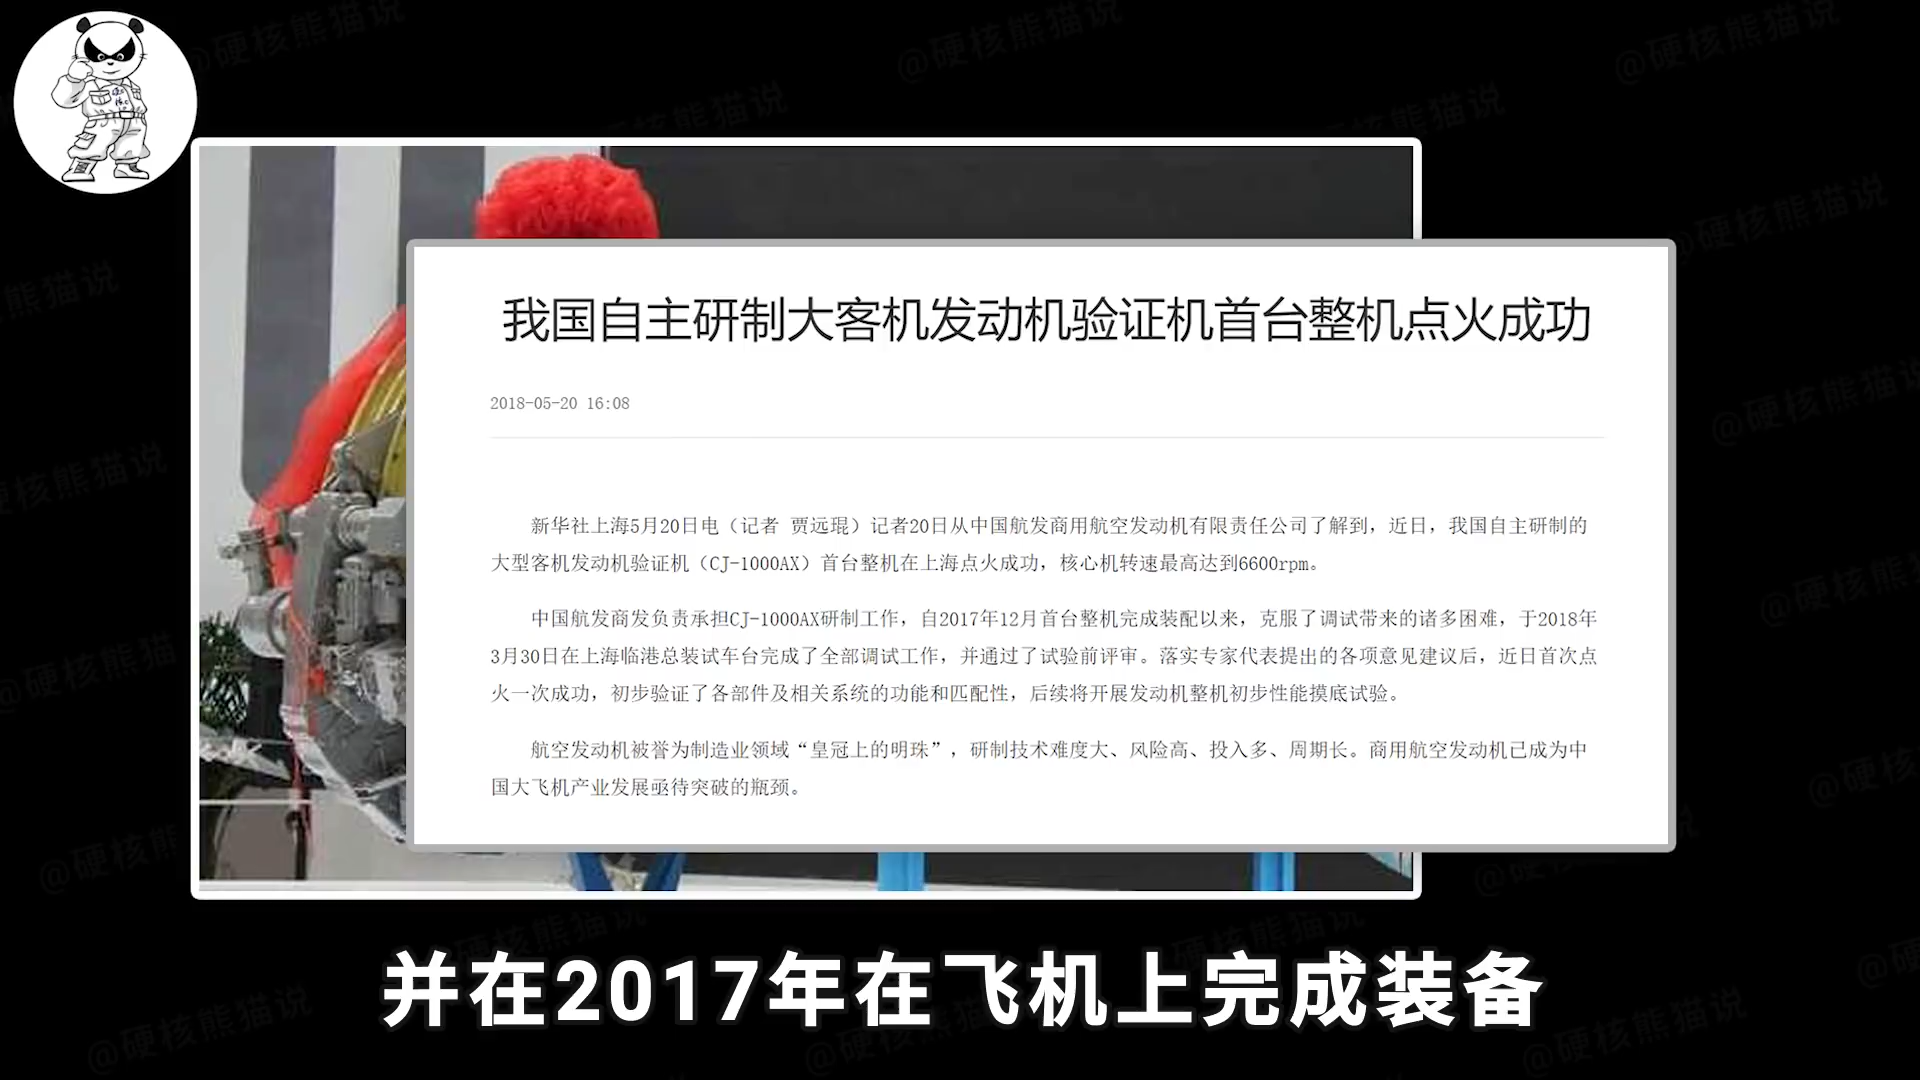 我国自主研制大客机发动机验证机首台整机点火成功
2018-05-20 16:08
新华社上海5月20日电（记者 贾远琨）记者20日从中国航发商用航空发动机有限责任公司了解到，近日，我国自主研制的
大型客机发动机验证机（CJ-1000AX）首台整机在上海点火成功，核心机转速最高达到6600rpm。
中国航发商发负责承担CJ-1000AX研制工作，自2017年12月首台整机完成装配以来，克服了调试带来的诸多困难，于2018年
3月30日在上海临港总装试车台完成了全部调试工作，并通过了试验前评审。落实专家代表提出的各项意见建议后，近日首次点
火一次成功，初步验证了各部件及相关系统的功能和匹配性，后续将开展发动机整机初步性能摸底试验。
航空发动机被誉为制造业领域“皇冠上的明珠”，研制技术难度大、风险高、投入多、周期长。商用航空发动机已成为中
国大飞机产业发展亟待突破的瓶颈。
并在2017年在飞机上完成装备
@硬核熊猫说